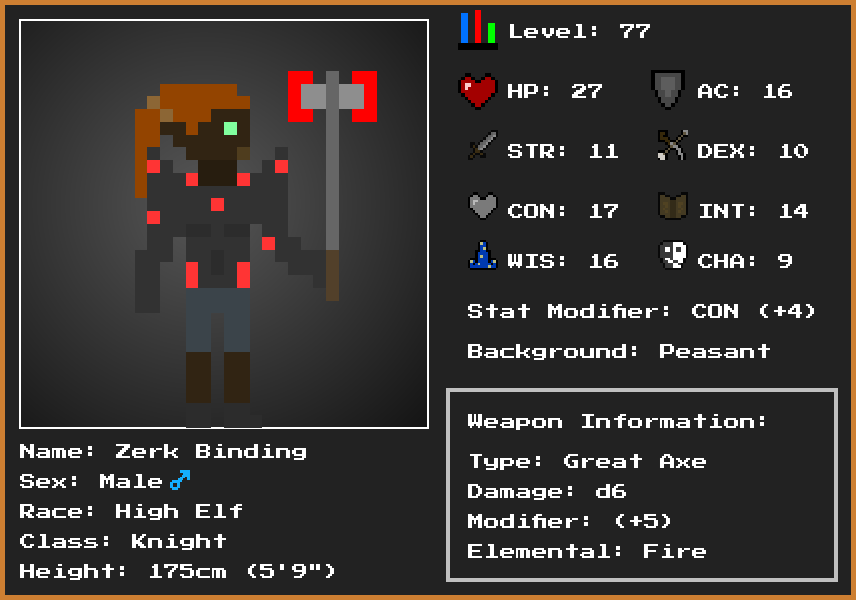 Level: 77
HP: 27
AC: 16
STR: 11
DEX: 10
CON: 17
INT: 14
WIS: 16
CHA: 9
Stat Modifier: CON (+4)
Background: Peasant
Weapon Information:
Type: Great Axe
Damage: d6
Modifier: (+5)
Elemental: Fire
Name: Zerk Binding
Sex: Male ♂
Race: High Elf
Class: Knight
Height: 175cm (5'9")